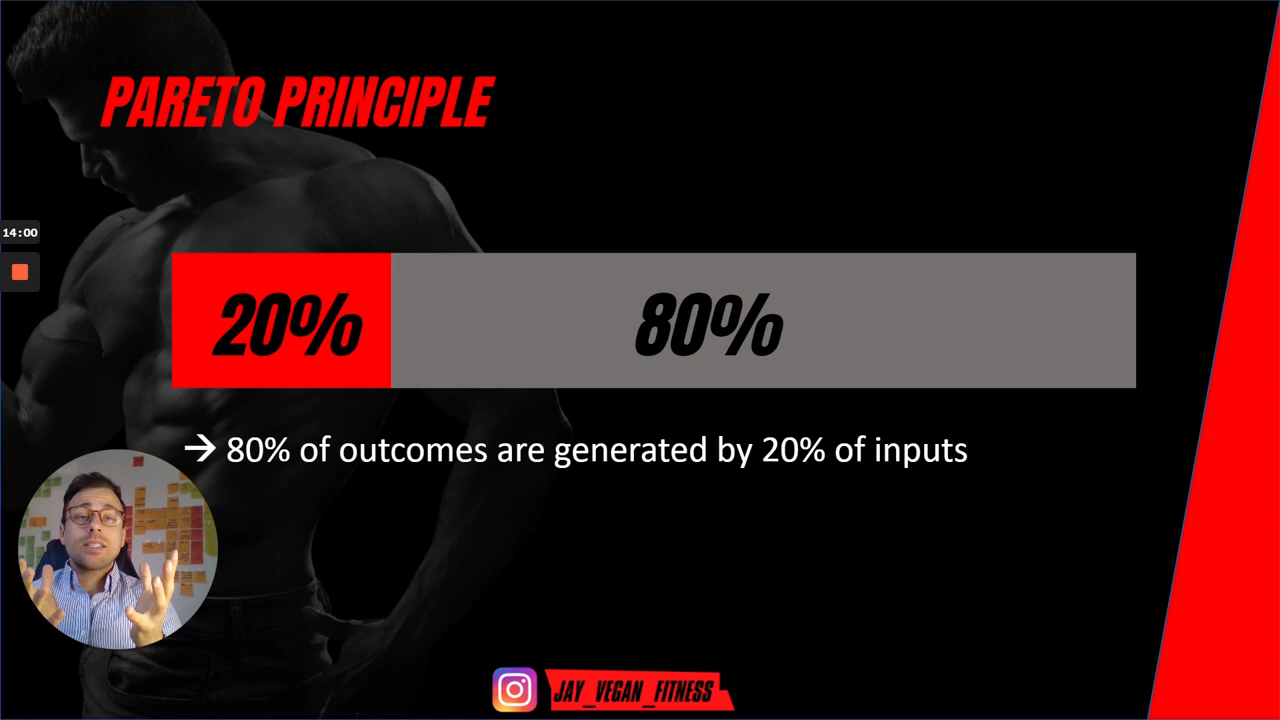 PARETO PRINCIPLE
14:00
20% 80%
→ 80% of outcomes are generated by 20% of inputs
JAY_VEGAN_FITNESS